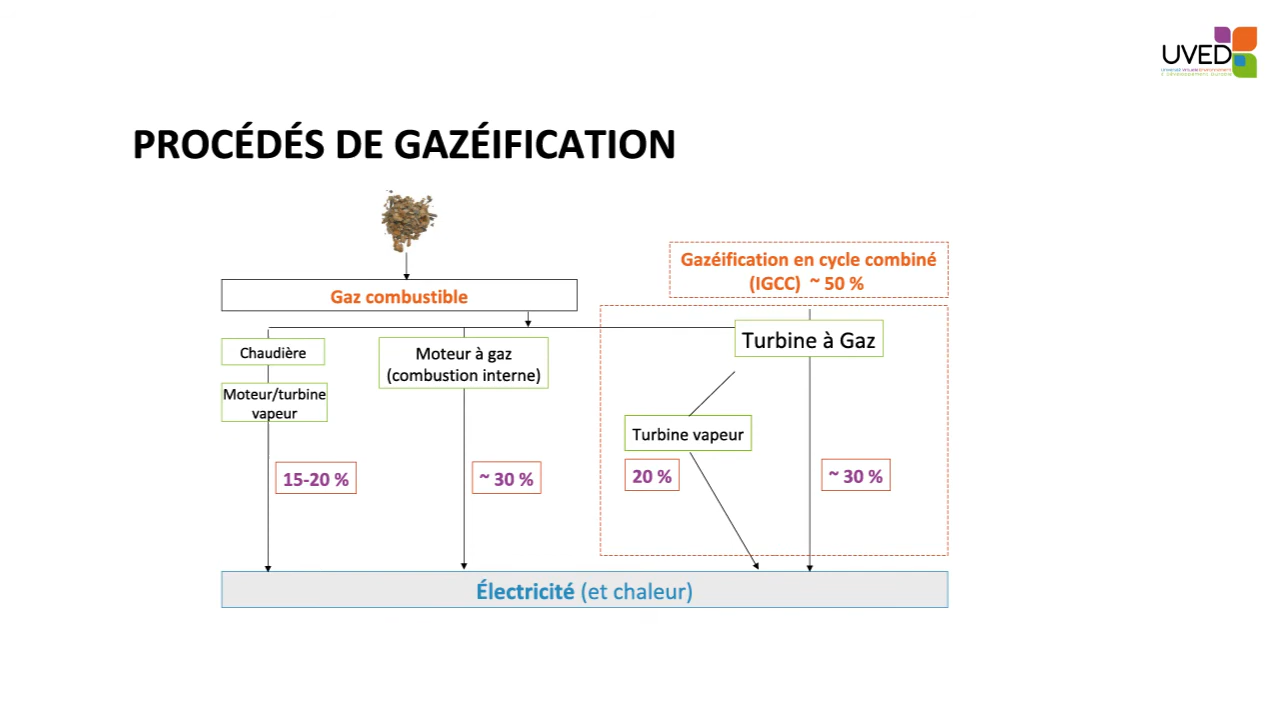 UVED
PROCÉDÉS DE GAZÉIFICATION
Gazéification en cycle combiné
(IGCC) ~ 50 %
Gaz combustible
Turbine à Gaz
Chaudière
Moteur à gaz
(combustion interne)
Moteur/turbine
vapeur
Turbine vapeur
15-20 %
~ 30 %
20 %
~ 30 %
Électricité (et chaleur)